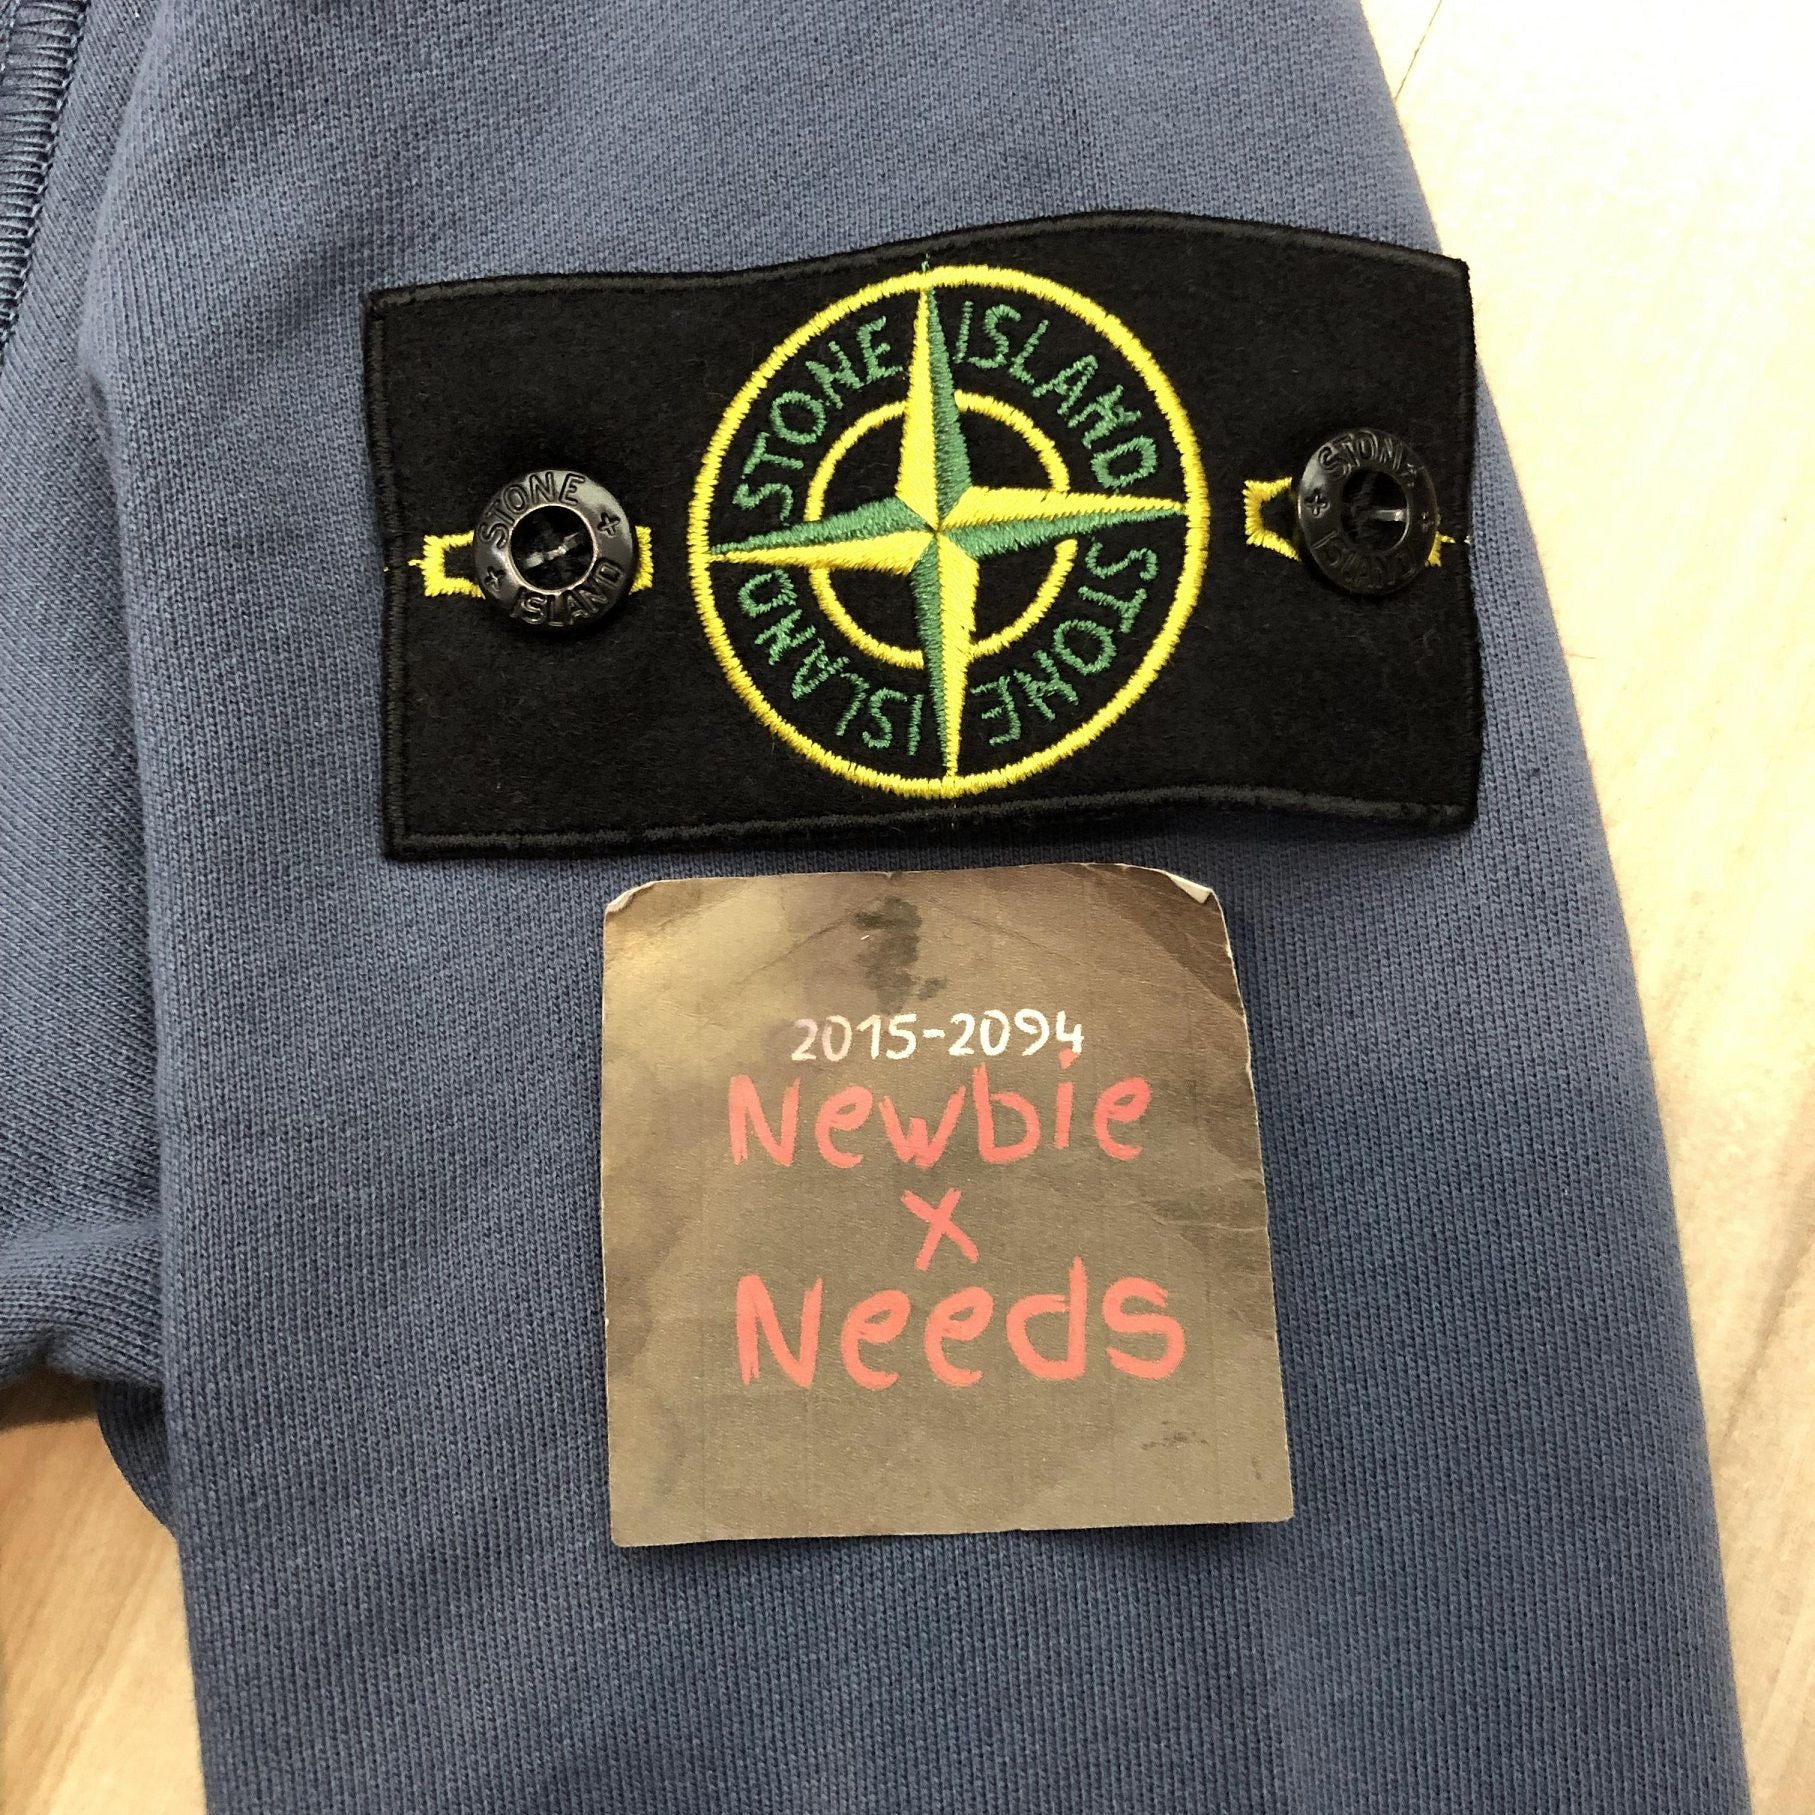 STONE ISLAND
STONE ISLAND
STONE
ISLAND
STONE
ISLAND
2015-2094
Newbie
x
Needs